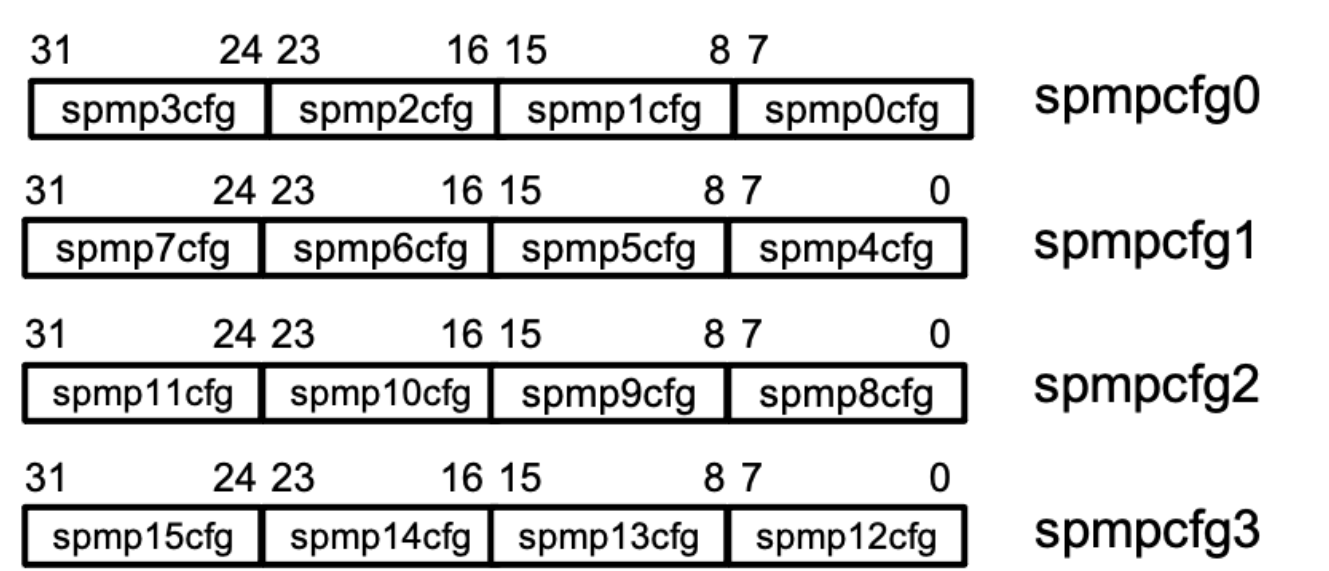 31 24 23 16 15 8 7
spmp3cfg spmp2cfg spmp1cfg spmp0cfg spmpcfg0
31 24 23 16 15 8 7 0
spmp7cfg spmp6cfg spmp5cfg spmp4cfg spmpcfg1
31 24 23 16 15 8 7 0
spmp11cfg spmp10cfg spmp9cfg spmp8cfg spmpcfg2
31 24 23 16 15 8 7 0
spmp15cfg spmp14cfg spmp13cfg spmp12cfg spmpcfg3